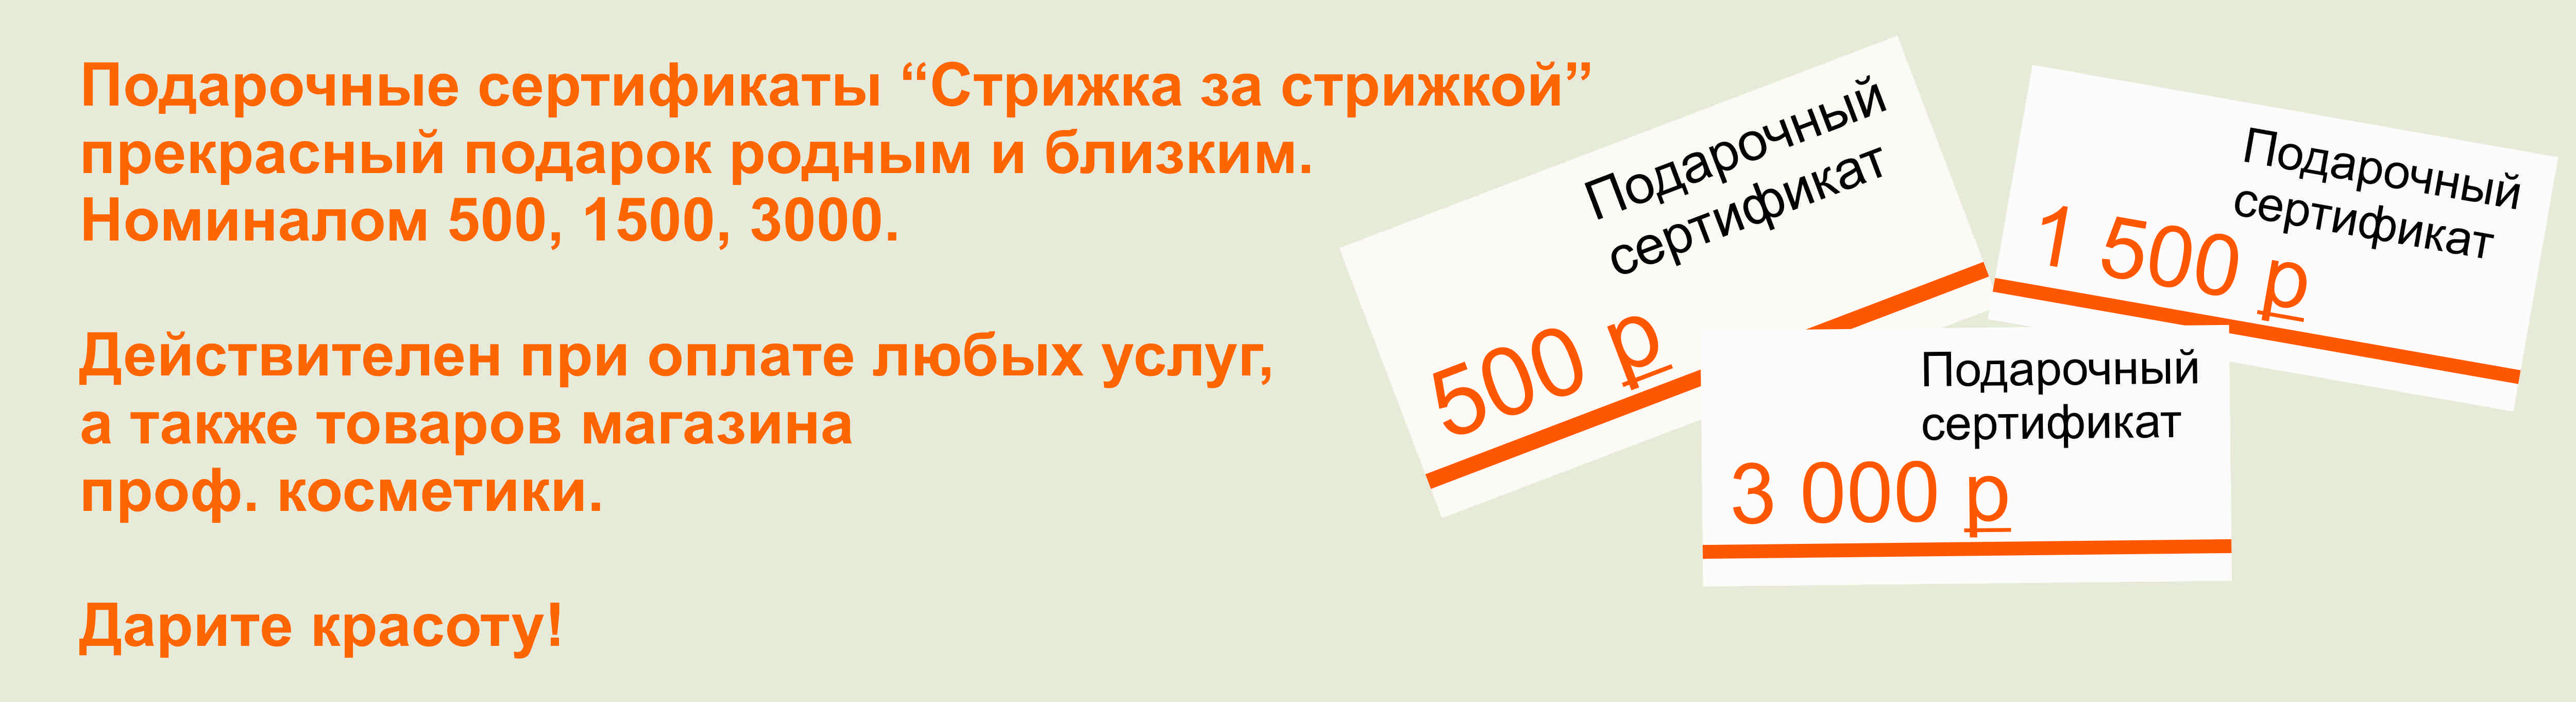 Подарочные сертификаты “Стрижка за стрижкой”
прекрасный подарок родным и близким.
Номиналом 500, 1500, 3000.
Действителен при оплате любых услуг,
а также товаров магазина
проф. косметики.
Дарите красоту!
Подарочный
сертификат
500 р
Подарочный
сертификат
1 500 р
Подарочный
сертификат
3 000 р